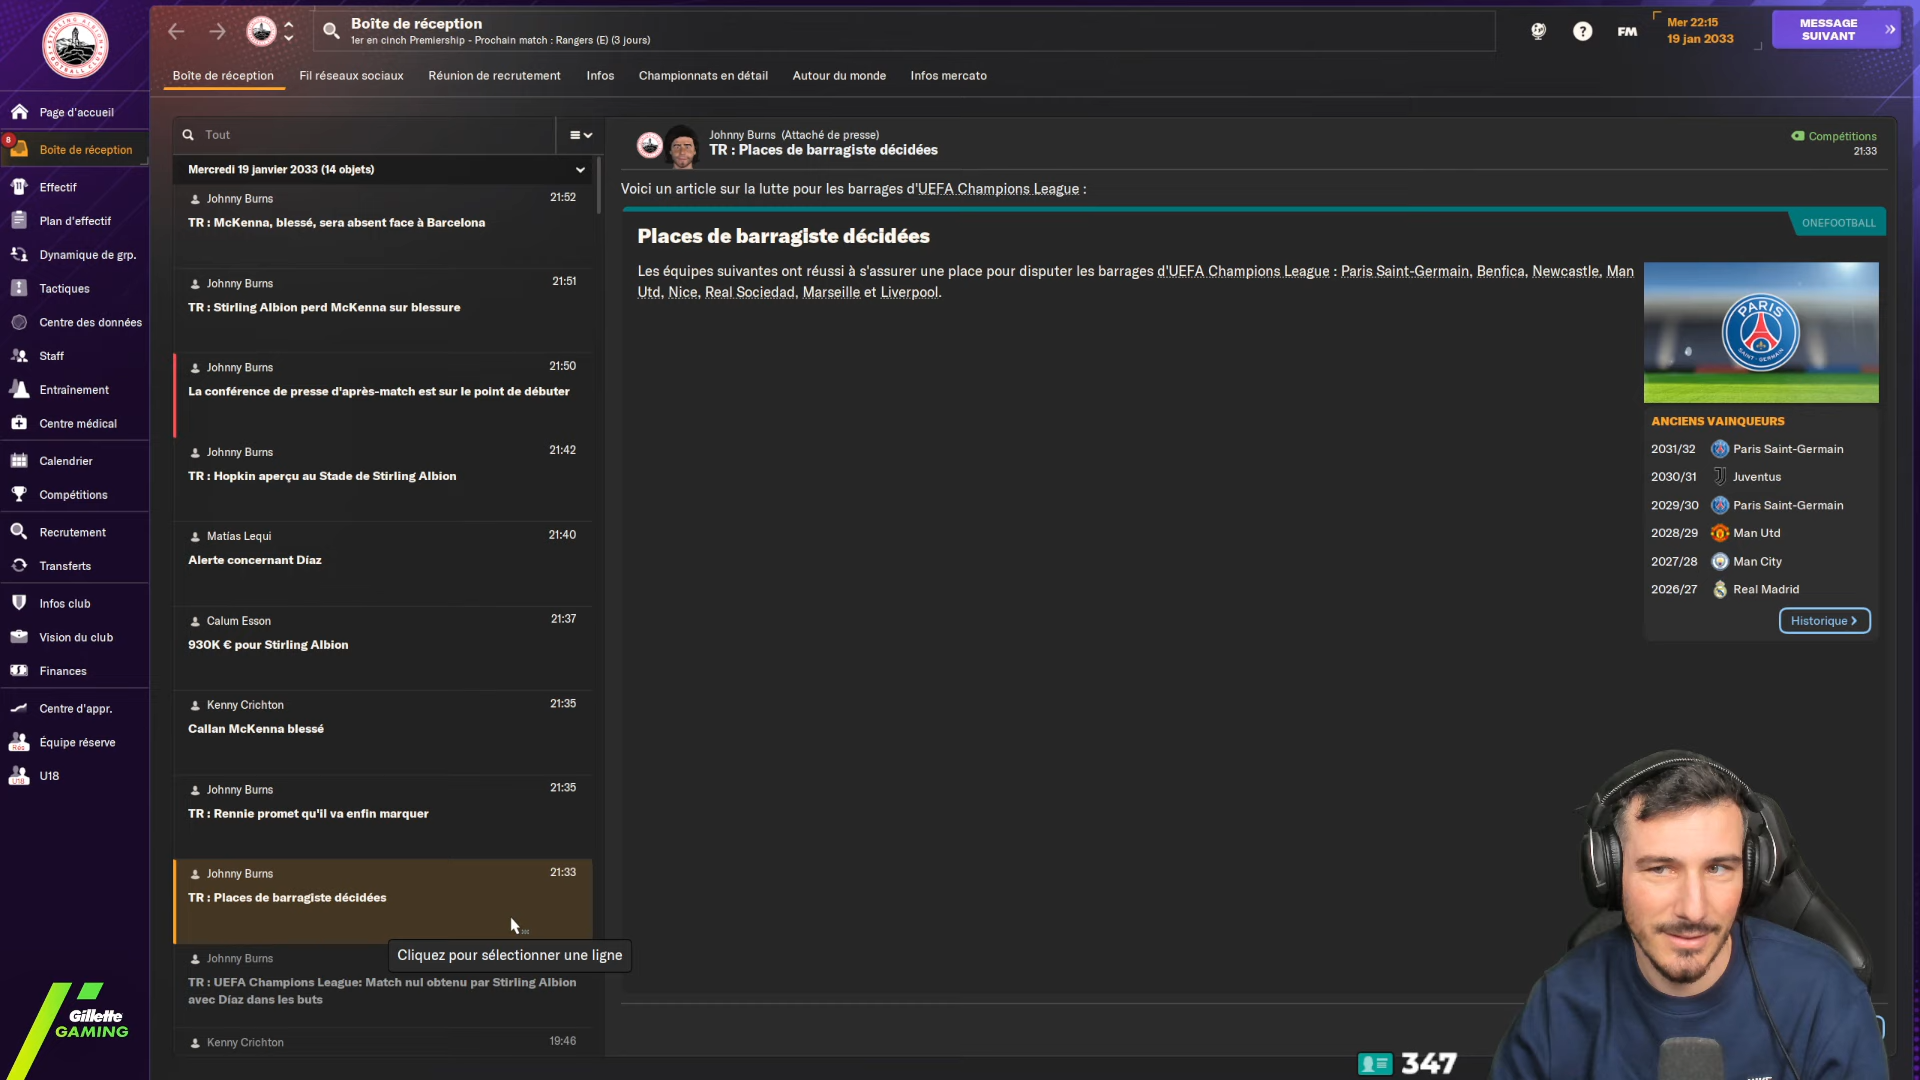 Boîte de réception
1er en cinch Premiership - Prochain match : Rangers (E) (3 jours)
FM
Mer 22:15
19 jan 2033
MESSAGE
SUIVANT
Boîte de réception
Fil réseaux sociaux
Réunion de recrutement
Infos
Championnats en détail
Autour du monde
Infos mercato
Page d'accueil
8
Boîte de réception
Effectif
Plan d'effectif
Dynamique de grp.
Tactiques
Centre des données
Staff
Entraînement
Centre médical
Calendrier
Compétitions
Recrutement
Transferts
Infos club
Vision du club
Finances
Centre d'appr.
Équipe réserve
U18
Gillette
GAMING
Tout
Mercredi 19 janvier 2033 (14 objets)
Johnny Burns 21:52
TR : McKenna, blessé, sera absent face à Barcelona
Johnny Burns 21:51
TR : Stirling Albion perd McKenna sur blessure
Johnny Burns 21:50
La conférence de presse d'après-match est sur le point de débuter
Johnny Burns 21:42
TR : Hopkin aperçu au Stade de Stirling Albion
Matías Lequi 21:40
Alerte concernant Díaz
Calum Esson 21:37
930K € pour Stirling Albion
Kenny Crichton 21:35
Callan McKenna blessé
Johnny Burns 21:35
TR : Rennie promet qu'il va enfin marquer
Johnny Burns 21:33
TR : Places de barragiste décidées
Cliquez pour sélectionner une ligne
Johnny Burns
TR : UEFA Champions League: Match nul obtenu par Stirling Albion
avec Díaz dans les buts
Kenny Crichton 19:46
Johnny Burns (Attaché de presse)
TR : Places de barragiste décidées
Compétitions
21:33
Voici un article sur la lutte pour les barrages d'UEFA Champions League :
ONEFOOTBALL
Places de barragiste décidées
Les équipes suivantes ont réussi à s'assurer une place pour disputer les barrages d'UEFA Champions League : Paris Saint-Germain, Benfica, Newcastle, Man
Utd, Nice, Real Sociedad, Marseille et Liverpool.
PARIS
ANCIENS VAINQUEURS
2031/32 Paris Saint-Germain
2030/31 Juventus
2029/30 Paris Saint-Germain
2028/29 Man Utd
2027/28 Man City
2026/27 Real Madrid
Historique
347